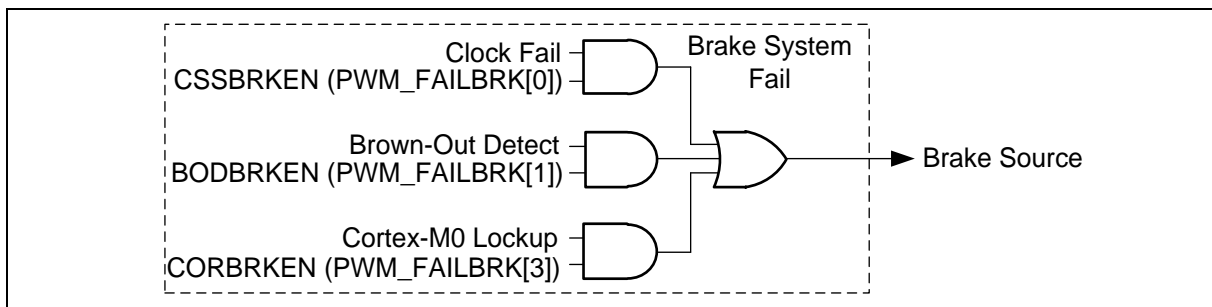 Clock Fail
CSSBRKEN (PWM_FAILBRK[0])
Brake System
Fail
Brown-Out Detect
BODBRKEN (PWM_FAILBRK[1])
Brake Source
Cortex-M0 Lockup
CORBRKEN (PWM_FAILBRK[3])